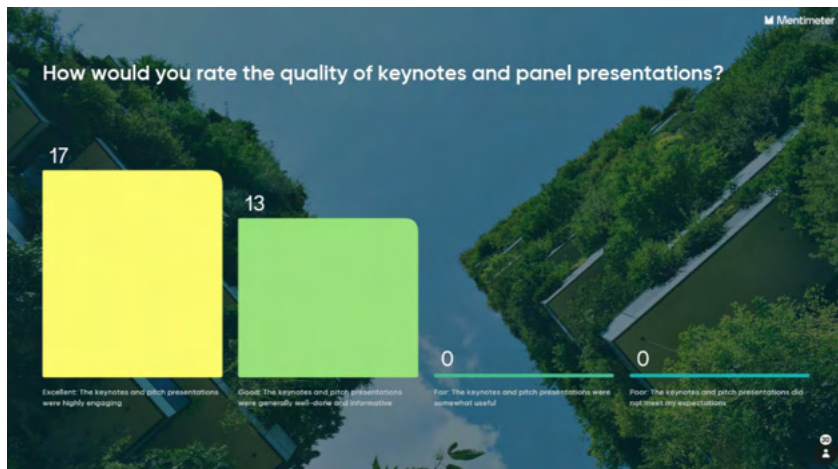 Mentimeter
How would you rate the quality of keynotes and panel presentations?
17
13
0
0
Excellent: The keynotes and pitch presentations
were highly engaging
Good: The keynotes and pitch presentations
were generally well-done and informative
Fair: The keynotes and pitch presentations were
somewhat useful
Poor: The keynotes and pitch presentations did
not meet my expectations
30